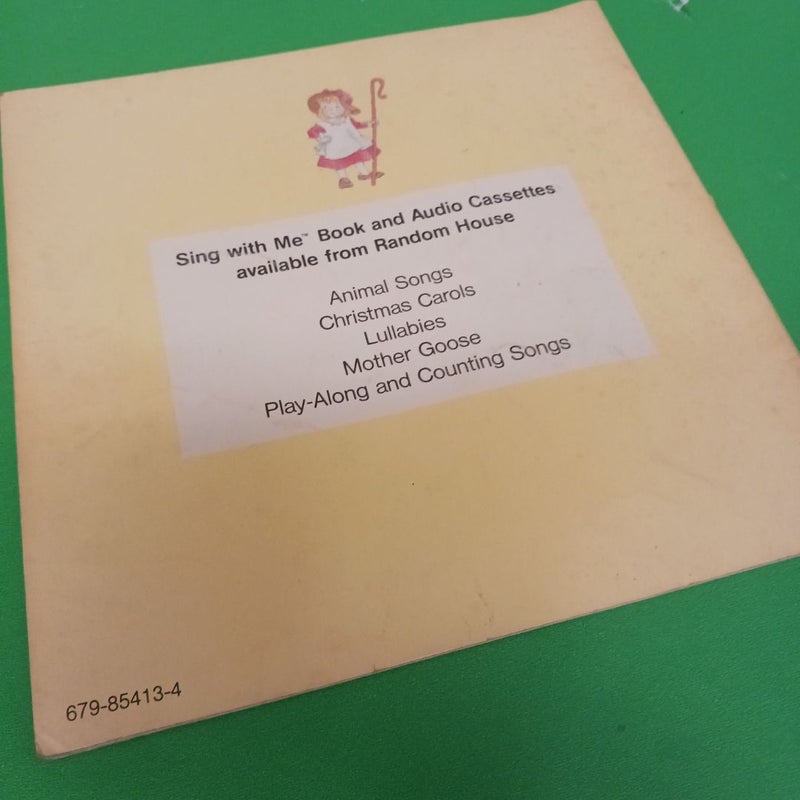 Sing with Me™ Book and Audio Cassettes
available from Random House
Animal Songs
Christmas Carols
Lullabies
Mother Goose
Play-Along and Counting Songs
679-85413-4